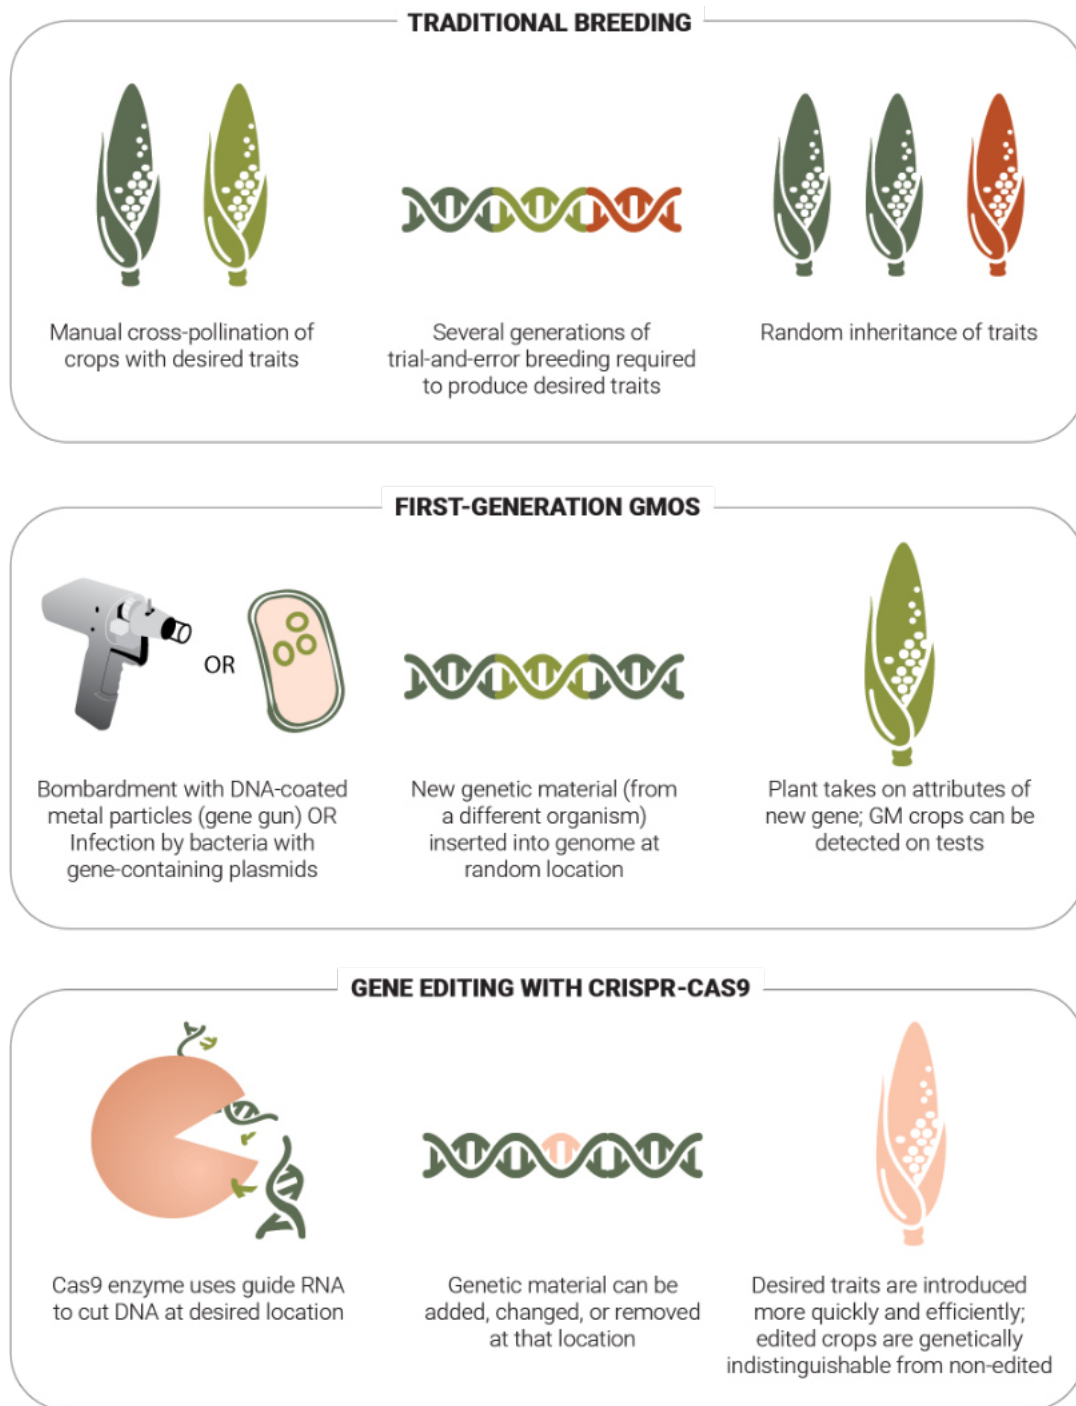 TRADITIONAL BREEDING
Manual cross-pollination of
crops with desired traits
Several generations of
trial-and-error breeding required
to produce desired traits
Random inheritance of traits
FIRST-GENERATION GMOS
OR
Bombardment with DNA-coated
metal particles (gene gun) OR
Infection by bacteria with
gene-containing plasmids
New genetic material (from
a different organism)
inserted into genome at
random location
Plant takes on attributes of
new gene; GM crops can be
detected on tests
GENE EDITING WITH CRISPR-CAS9
Cas9 enzyme uses guide RNA
to cut DNA at desired location
Genetic material can be
added, changed, or removed
at that location
Desired traits are introduced
more quickly and efficiently;
edited crops are genetically
indistinguishable from non-edited